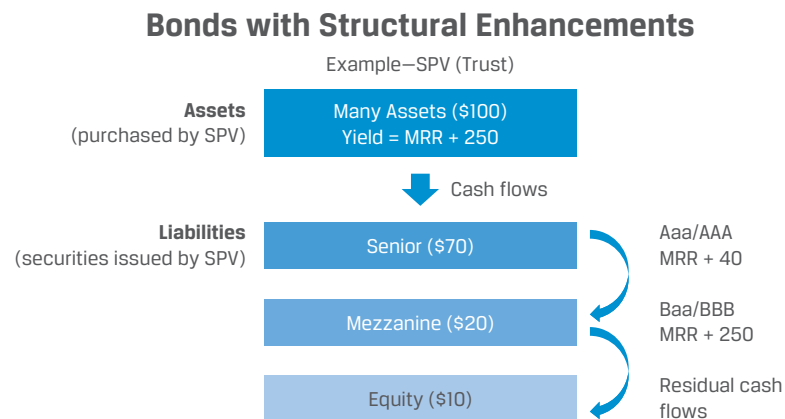 Bonds with Structural Enhancements
Example—SPV (Trust)
Assets
(purchased by SPV)
Many Assets ($100)
Yield = MRR + 250
Cash flows
Liabilities
(securities issued by SPV)
Senior ($70)
Aaa/AAA
MRR + 40
Mezzanine ($20)
Baa/BBB
MRR + 250
Equity ($10)
Residual cash
flows